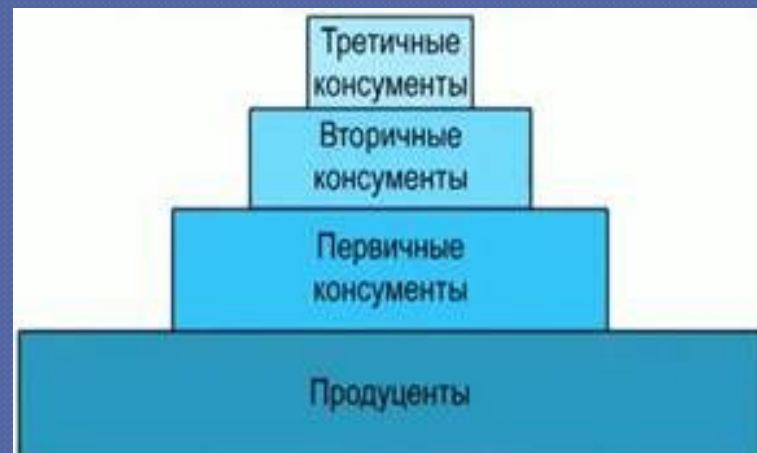 Третичные
консументы
Вторичные
консументы
Первичные
консументы
Продуценты